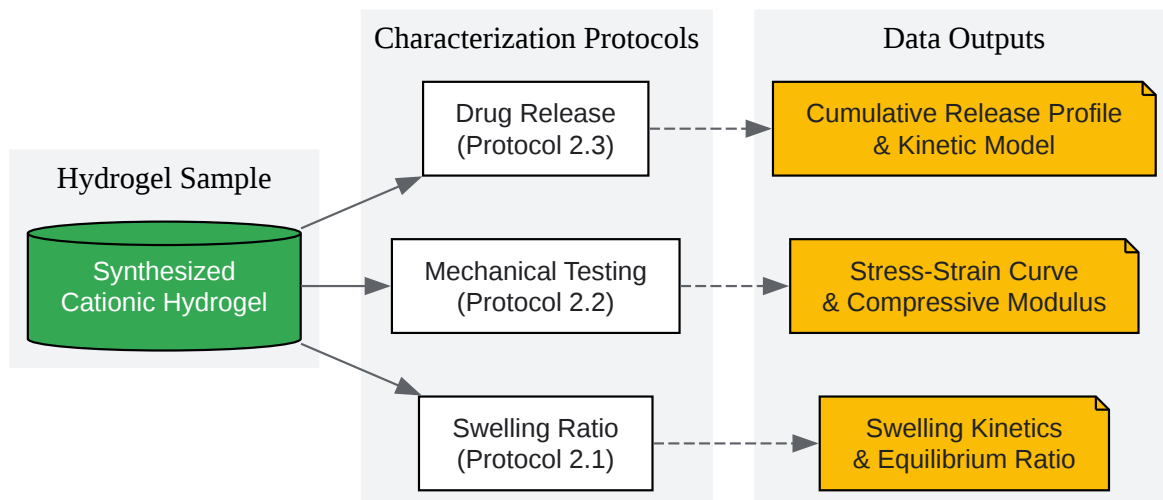 Hydrogel Sample
Synthesized
Cationic Hydrogel
Characterization Protocols
Drug Release
(Protocol 2.3)
Mechanical Testing
(Protocol 2.2)
Swelling Ratio
(Protocol 2.1)
Data Outputs
Cumulative Release Profile
& Kinetic Model
Stress-Strain Curve
& Compressive Modulus
Swelling Kinetics
& Equilibrium Ratio